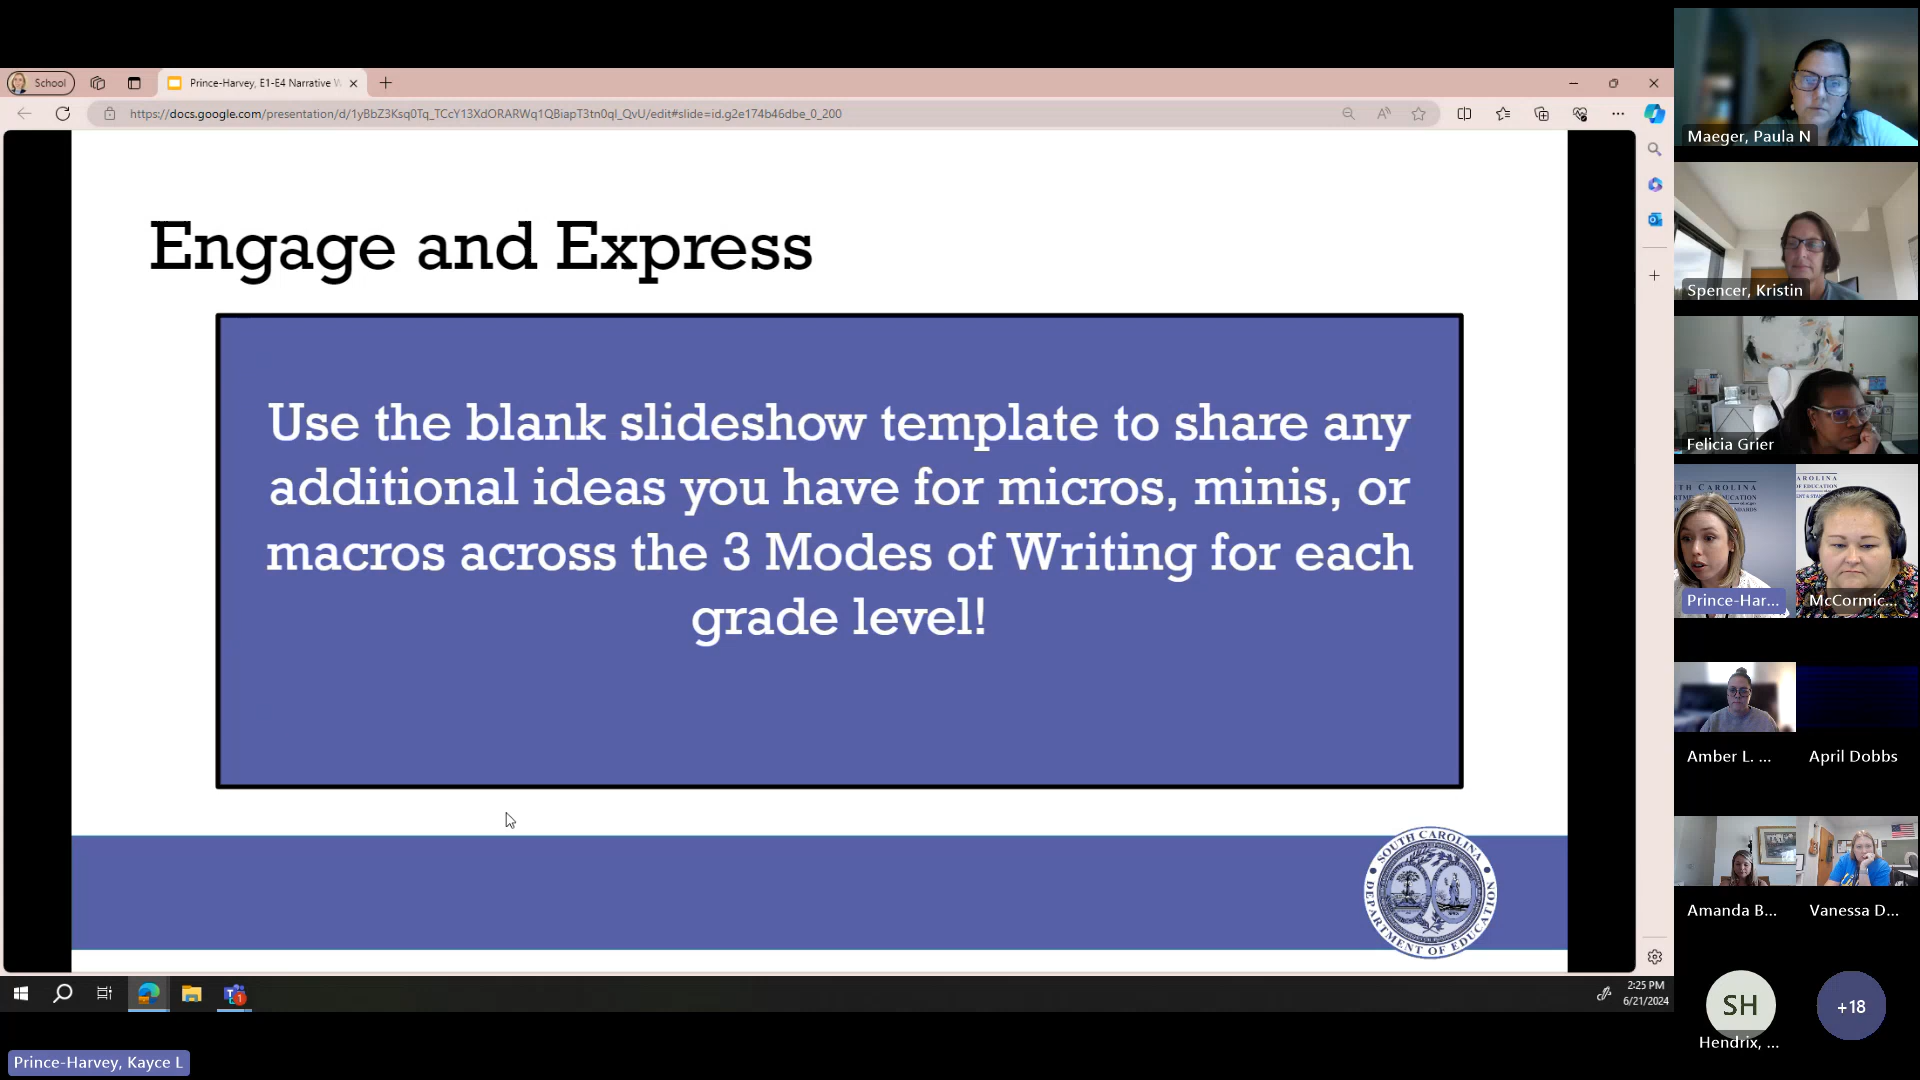 School
Prince-Harvey, E1-E4 Narrative W
https://docs.google.com/presentation/d/1yBbZ3Ksq0Tq_TCcY13XdORARWq1QBiapT3tn0ql_QvU/edit#slide=id.g2e174b46dbe_0_200
Engage and Express
Use the blank slideshow template to share any
additional ideas you have for micros, minis, or
macros across the 3 Modes of Writing for each
grade level!
SOUTH CAROLINA
DEPARTMENT OF EDUCATION
2:25 PM
6/21/2024
Prince-Harvey, Kayce L
Maeger, Paula N
Spencer, Kristin
Felicia Grier
Prince-Har...
McCormic...
Amber L. ...
April Dobbs
Amanda B...
Vanessa D...
SH
+18
Hendrix, ...